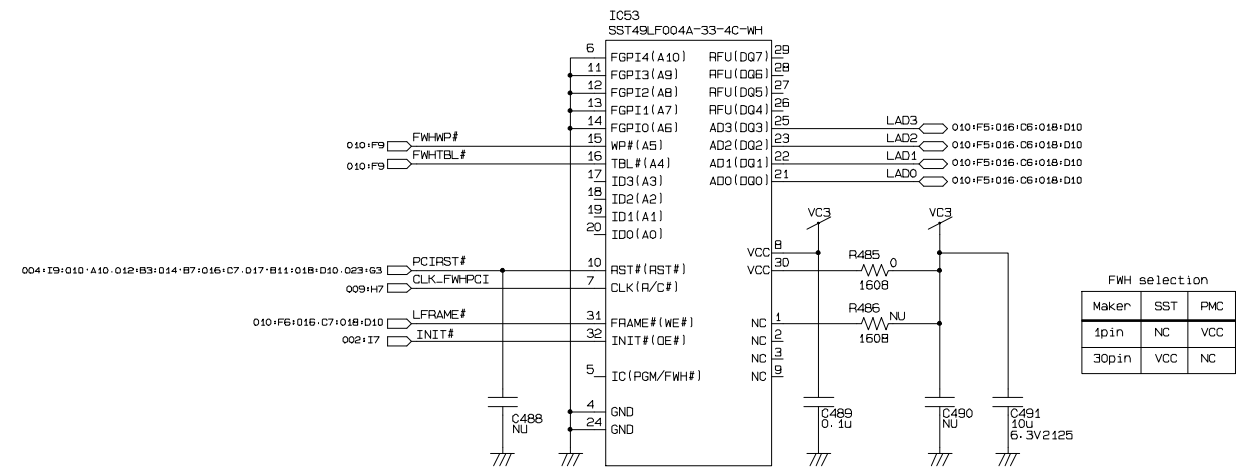 IC53
SST49LF004A-33-4C-WH
6 FGPI4(A10) RFU(DQ7) 29
11 FGPI3(A9) RFU(DQ6) 28
12 FGPI2(A8) RFU(DQ5) 27
13 FGPI1(A7) RFU(DQ4) 26
14 FGPI0(A6) AD3(DQ3) 25 LAD3 010:F5:016:C6:018:D10
010:F9 FWHWP# 15 WP#(A5) AD2(DQ2) 23 LAD2 010:F5:016:C6:018:D10
010:F9 FWHTBL# 16 TBL#(A4) AD1(DQ1) 22 LAD1 010:F5:016:C6:018:D10
17 ID3(A3) AD0(DQ0) 21 LAD0 010:F5:016:C6:018:D10
18 ID2(A2)
19 ID1(A1)
20 ID0(A0)
VC3 VC3
VCC 8
004:I9:010:A10:012:B3:014:B7:016:C7:017:B11:018:D10:023:G3 PCIRST# 10 RST#(RST#) VCC 30 R485 0 1608
009:H7 CLK_FWHPCI 7 CLK(R/C#)
010:F6:016:C7:018:D10 LFRAME# 31 FRAME#(WE#) NC 1 R486 NU 1608
002:I7 INIT# 32 INIT#(OE#) NC 2
NC 3
5 IC(PGM/FWH#) NC 9
4 GND
24 GND
C488
NU
C489
0.1u
C490
NU
C491
10u
6.3V2125
FWH selection
Maker SST PMC
1pin NC VCC
30pin VCC NC